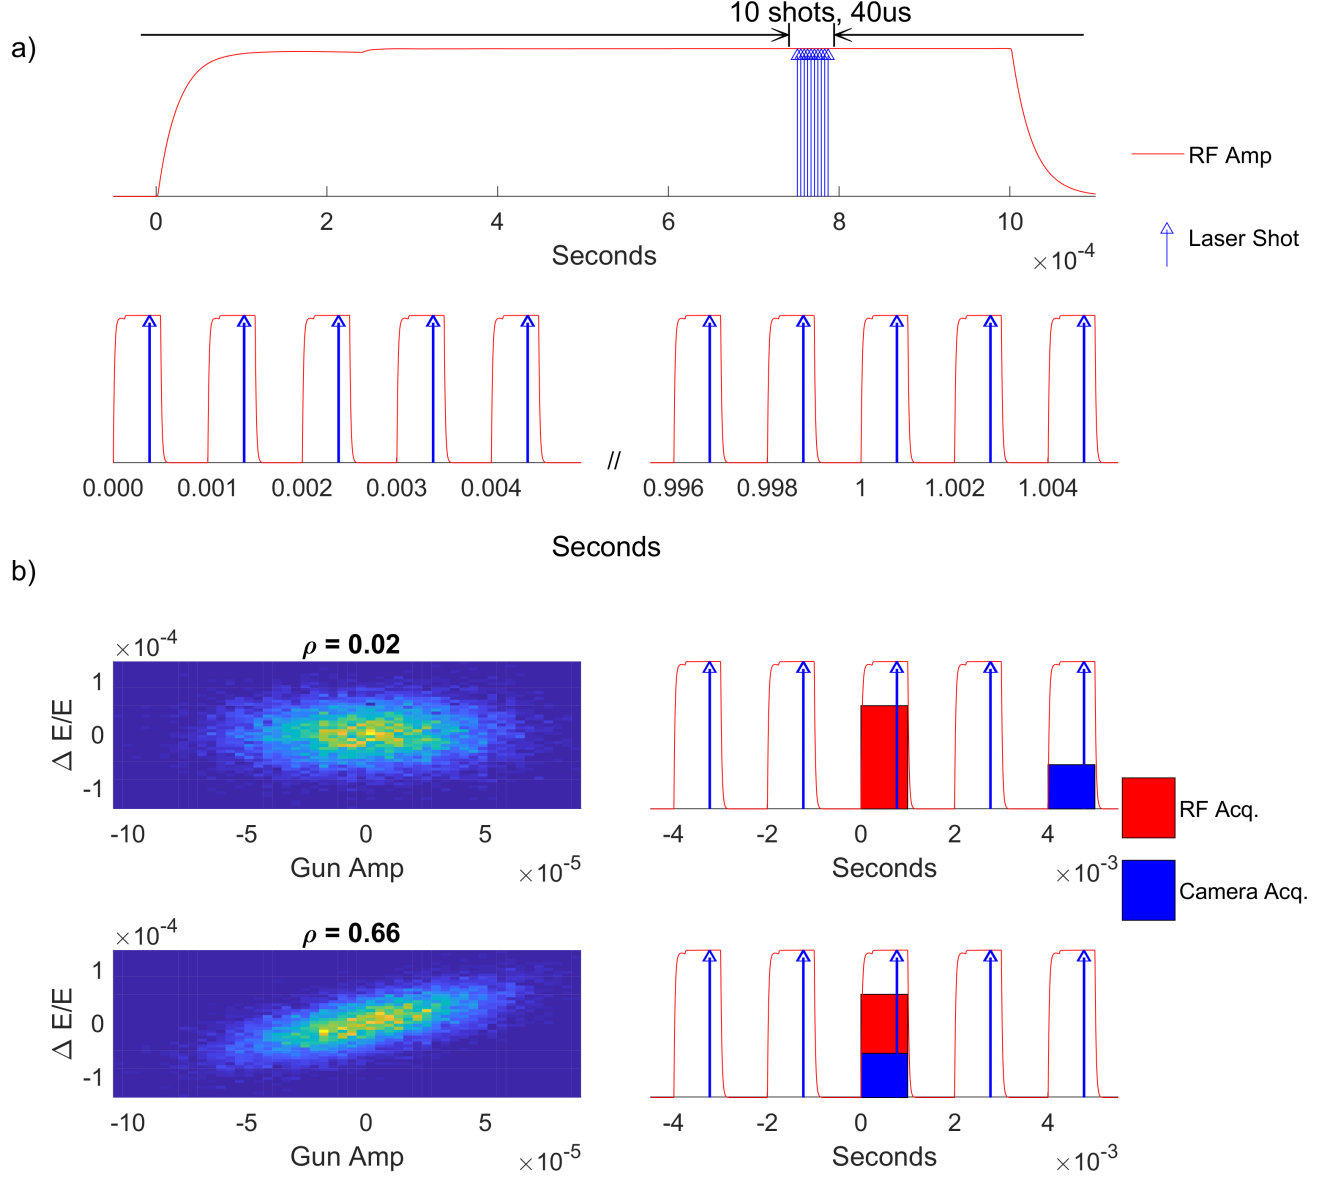 10 shots, 40us
a)
RF Amp
0 2 4 6 8 10
Laser Shot
Seconds
×10-4
//
0.000 0.001 0.002 0.003 0.004 0.996 0.998 1 1.002 1.004
Seconds
b)
×10-4
ρ = 0.02
1
0
-1
Δ E/E
-10 -5 0 5
Gun Amp
×10-5
-4 -2 0 2 4
Seconds
×10-3
RF Acq.
Camera Acq.
×10-4
ρ = 0.66
1
0
-1
Δ E/E
-10 -5 0 5
Gun Amp
×10-5
-4 -2 0 2 4
Seconds
×10-3